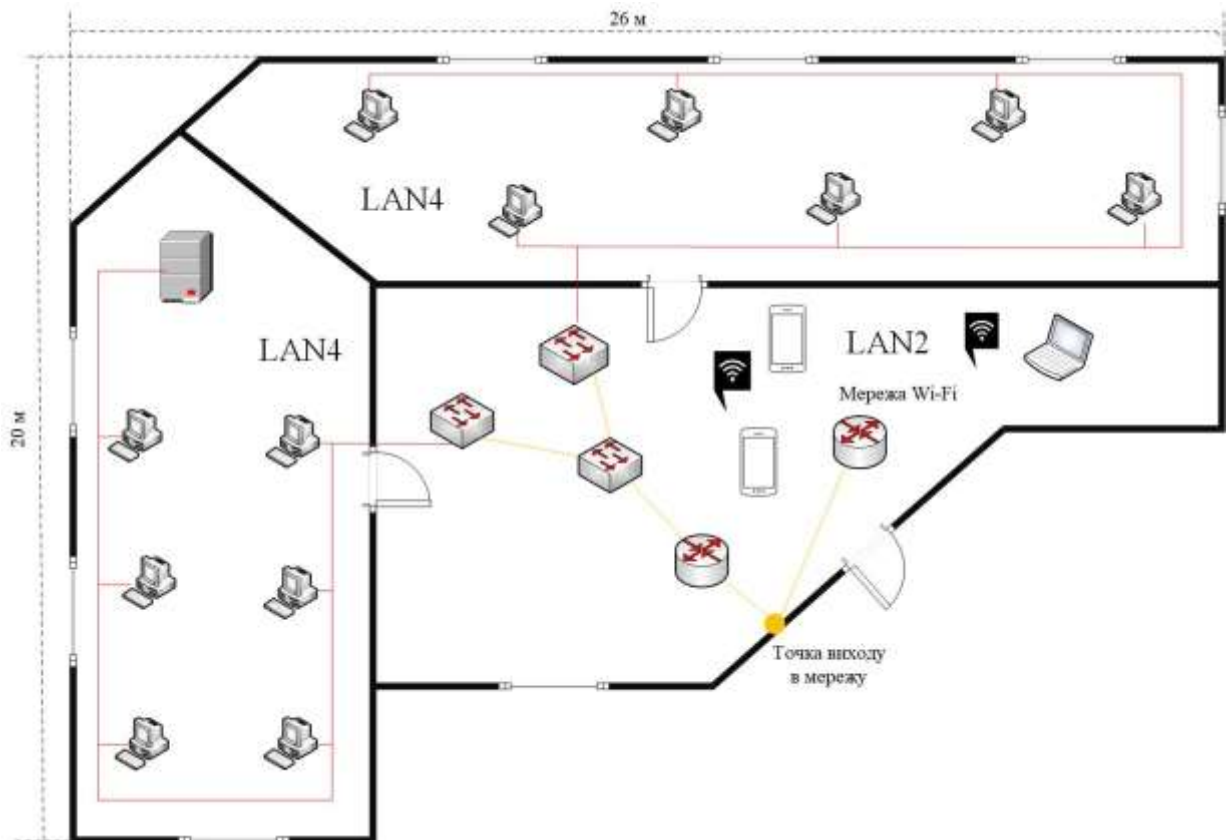 26 м
LAN4
LAN4
LAN2
Мережа Wi-Fi
20 м
Точка виходу
в мережу